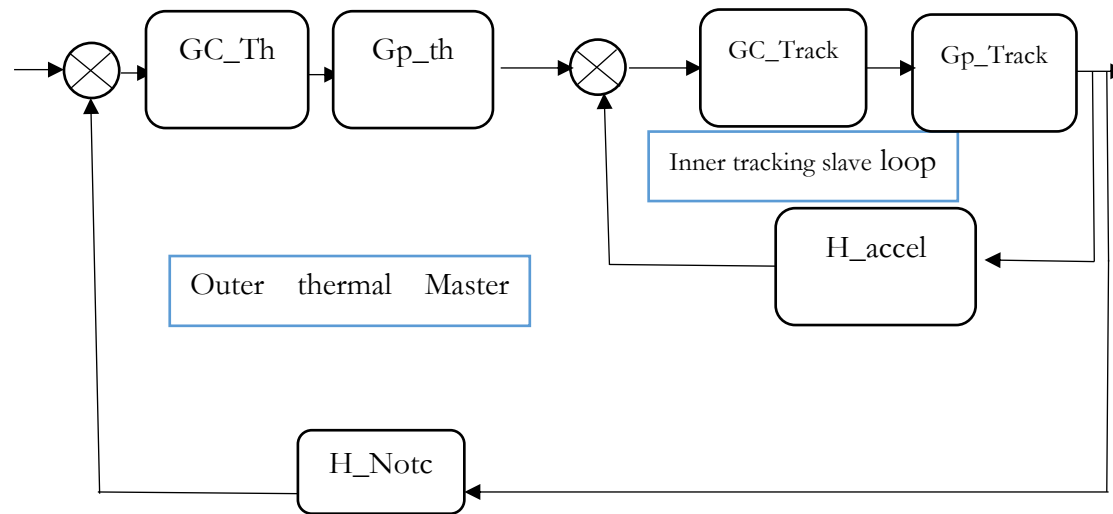 GC_Th
Gp_th
GC_Track
Gp_Track
Inner tracking slave loop
H_accel
Outer thermal Master
H_Notc